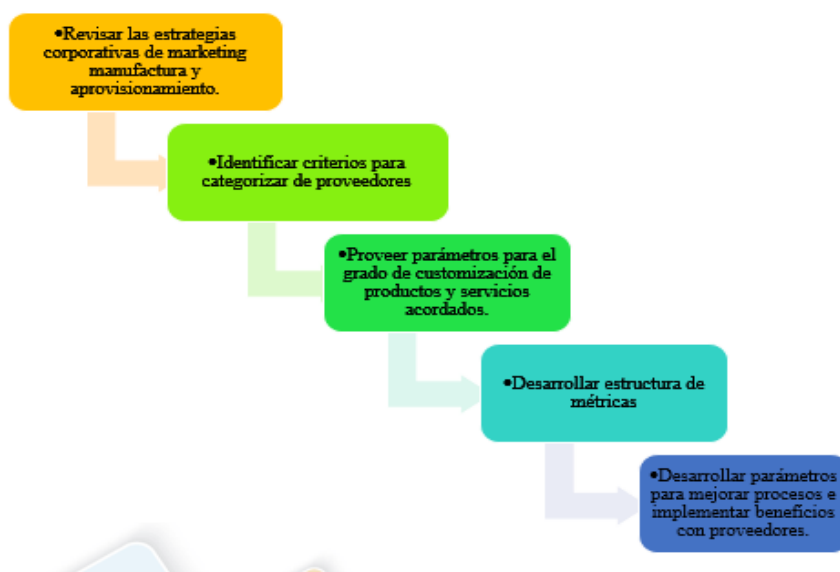 •Revisar las estrategias
corporativas de marketing
manufactura y
aprovisionamiento.
•Identificar criterios para
categorizar de proveedores
•Proveer parámetros para el
grado de customización de
productos y servicios
acordados.
•Desarrollar estructura de
métricas
•Desarrollar parámetros
para mejorar procesos e
implementar beneficios
con proveedores.